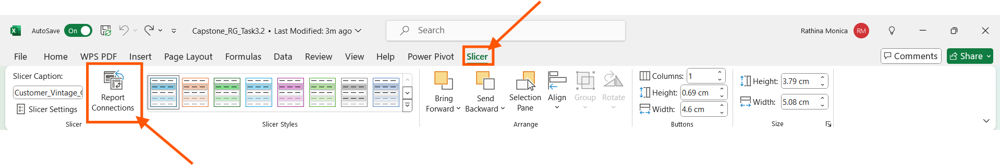 AutoSave On Capstone_RG_Task3.2 • Last Modified: 3m ago Search Rathina Monica RM
File Home WPS PDF Insert Page Layout Formulas Data Review View Help Power Pivot Slicer Comments Share
Slicer Caption:
Customer_Vintage_
Slicer Settings
Slicer
Report
Connections
Slicer Styles
Bring
Forward
Send
Backward
Selection
Pane
Align
Group
Rotate
Arrange
Columns: 1
Height: 0.69 cm
Width: 4.6 cm
Buttons
Height: 3.79 cm
Width: 5.08 cm
Size